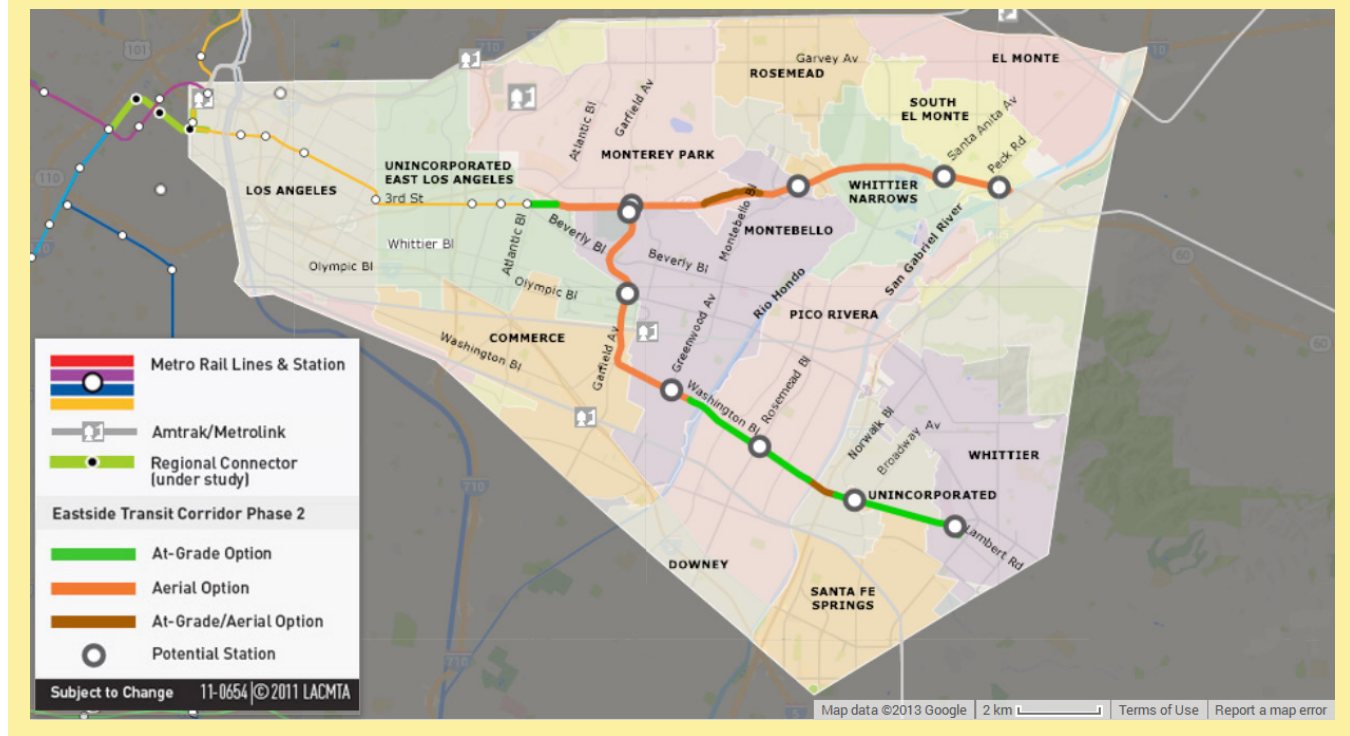 101
710
10
Garvey Av
EL MONTE
ROSEMEAD
SOUTH
EL MONTE
Atlantic Bl
Garfield Av
Santa Anita Av
Peck Rd
MONTEREY PARK
UNINCORPORATED
EAST LOS ANGELES
110
LOS ANGELES
3rd St
WHITTIER
NARROWS
Montebello Bl
MONTEBELLO
Beverly Bl
Atlantic Bl
Whittier Bl
Beverly Bl
San Gabriel River
60
Olympic Bl
Olympic Bl
Rio Hondo
PICO RIVERA
Greenwood Av
COMMERCE
Washington Bl
Garfield Av
60
Washington Bl
Rosemead Bl
Norwalk Bl
Broadway Av
WHITTIER
710
UNINCORPORATED
Lambert Rd
DOWNEY
SANTA FE
SPRINGS
710
5
Metro Rail Lines & Station
Amtrak/Metrolink
Regional Connector
(under study)
Eastside Transit Corridor Phase 2
At-Grade Option
Aerial Option
At-Grade/Aerial Option
Potential Station
Subject to Change 11-0654 |© 2011 LACMTA
Map data ©2013 Google 2 km Terms of Use Report a map error